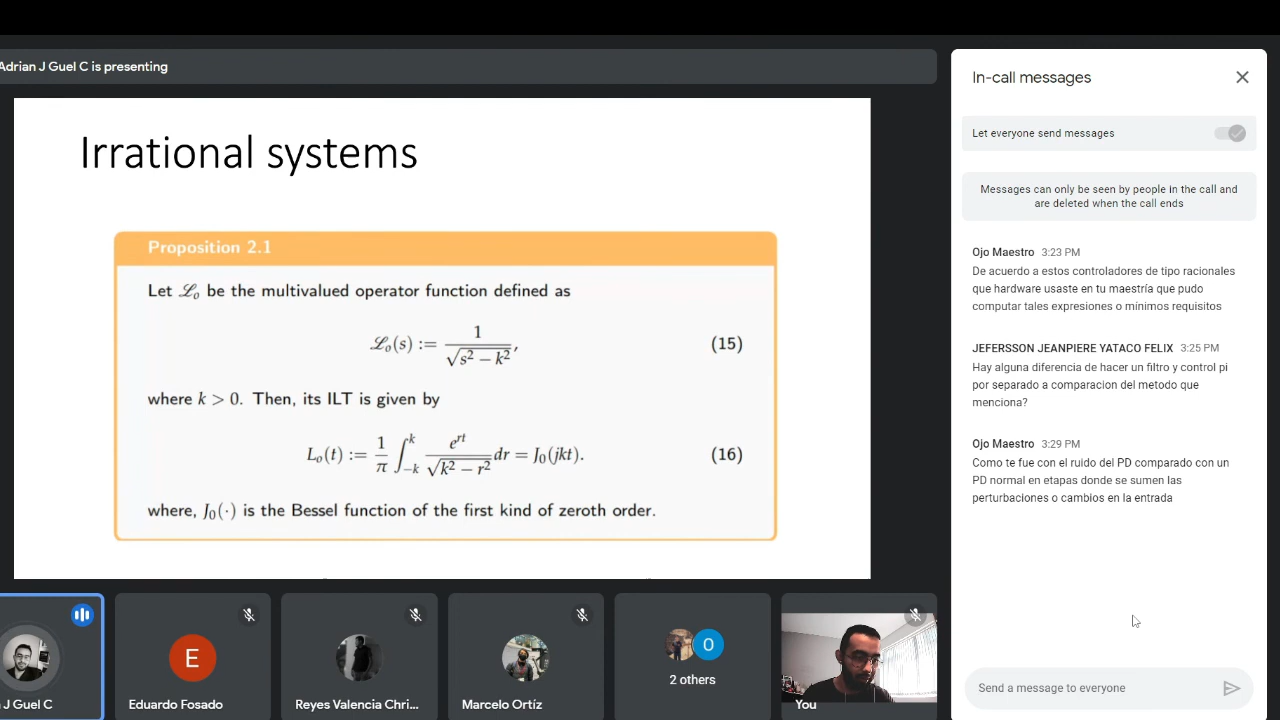 Adrian J Guel C is presenting
Irrational systems
Proposition 2.1
Let ℒₒ be the multivalued operator function defined as
ℒₒ(s) := 1/√(s² − k²), (15)
where k > 0. Then, its ILT is given by
Lₒ(t) := 1/π ∫₋ₖᵏ eʳᵗ/√(k² − r²) dr = J₀(jkt). (16)
where, J₀(·) is the Bessel function of the first kind of zeroth order.
J Guel C
E
Eduardo Fosado
Reyes Valencia Chri...
Marcelo Ortíz
O
2 others
You
In-call messages
Let everyone send messages
Messages can only be seen by people in the call and
are deleted when the call ends
Ojo Maestro 3:23 PM
De acuerdo a estos controladores de tipo racionales
que hardware usaste en tu maestría que pudo
computar tales expresiones o mínimos requisitos
JEFERSSON JEANPIERE YATACO FELIX 3:25 PM
Hay alguna diferencia de hacer un filtro y control pi
por separado a comparacion del metodo que
menciona?
Ojo Maestro 3:29 PM
Como te fue con el ruido del PD comparado con un
PD normal en etapas donde se sumen las
perturbaciones o cambios en la entrada
Send a message to everyone